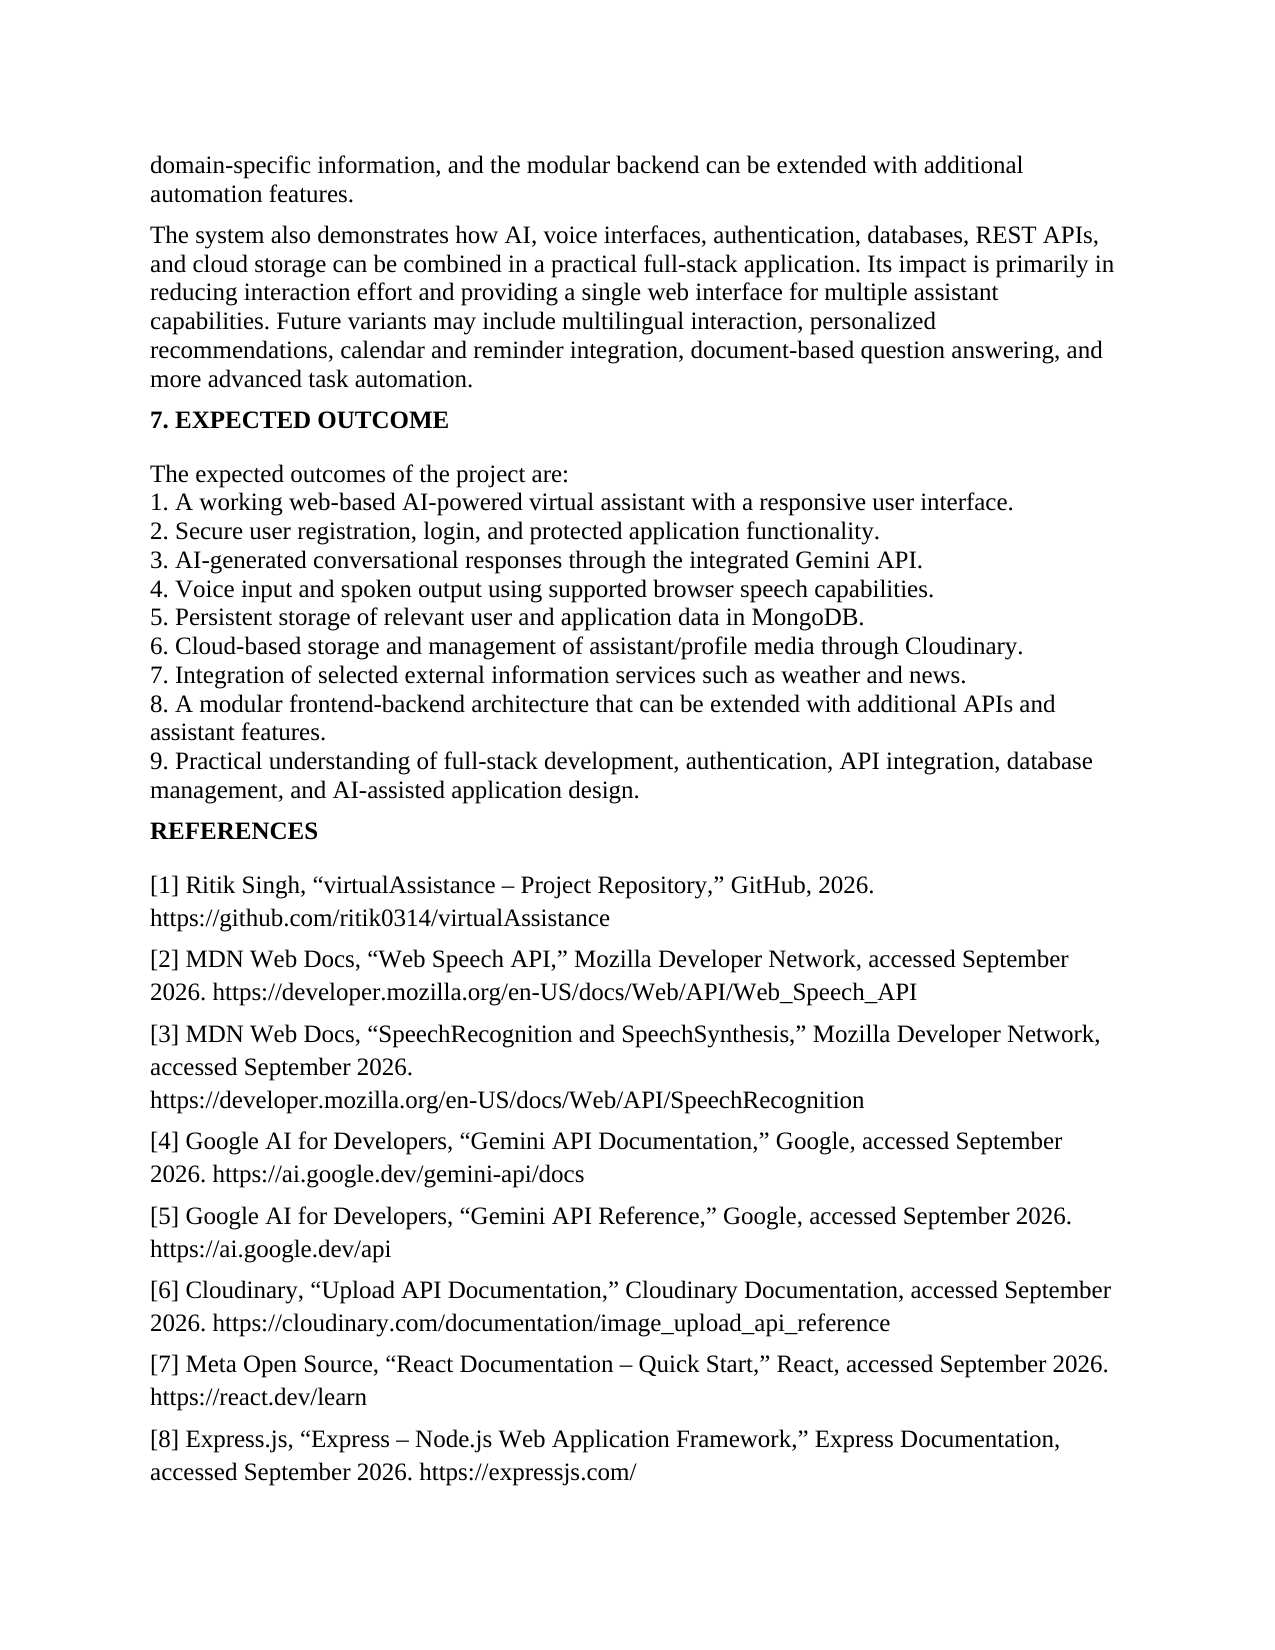 domain-specific information, and the modular backend can be extended with additional
automation features.
The system also demonstrates how AI, voice interfaces, authentication, databases, REST APIs,
and cloud storage can be combined in a practical full-stack application. Its impact is primarily in
reducing interaction effort and providing a single web interface for multiple assistant
capabilities. Future variants may include multilingual interaction, personalized
recommendations, calendar and reminder integration, document-based question answering, and
more advanced task automation.
7. EXPECTED OUTCOME
The expected outcomes of the project are:
1. A working web-based AI-powered virtual assistant with a responsive user interface.
2. Secure user registration, login, and protected application functionality.
3. AI-generated conversational responses through the integrated Gemini API.
4. Voice input and spoken output using supported browser speech capabilities.
5. Persistent storage of relevant user and application data in MongoDB.
6. Cloud-based storage and management of assistant/profile media through Cloudinary.
7. Integration of selected external information services such as weather and news.
8. A modular frontend-backend architecture that can be extended with additional APIs and
assistant features.
9. Practical understanding of full-stack development, authentication, API integration, database
management, and AI-assisted application design.
REFERENCES
[1] Ritik Singh, “virtualAssistance – Project Repository,” GitHub, 2026.
https://github.com/ritik0314/virtualAssistance
[2] MDN Web Docs, “Web Speech API,” Mozilla Developer Network, accessed September
2026. https://developer.mozilla.org/en-US/docs/Web/API/Web_Speech_API
[3] MDN Web Docs, “SpeechRecognition and SpeechSynthesis,” Mozilla Developer Network,
accessed September 2026.
https://developer.mozilla.org/en-US/docs/Web/API/SpeechRecognition
[4] Google AI for Developers, “Gemini API Documentation,” Google, accessed September
2026. https://ai.google.dev/gemini-api/docs
[5] Google AI for Developers, “Gemini API Reference,” Google, accessed September 2026.
https://ai.google.dev/api
[6] Cloudinary, “Upload API Documentation,” Cloudinary Documentation, accessed September
2026. https://cloudinary.com/documentation/image_upload_api_reference
[7] Meta Open Source, “React Documentation – Quick Start,” React, accessed September 2026.
https://react.dev/learn
[8] Express.js, “Express – Node.js Web Application Framework,” Express Documentation,
accessed September 2026. https://expressjs.com/